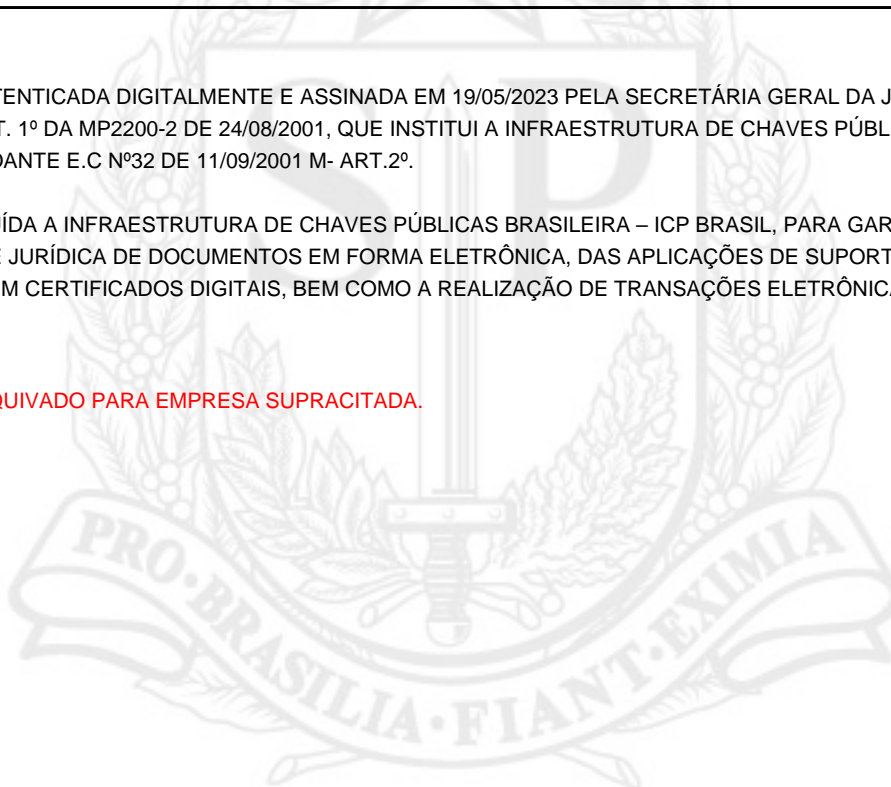 TENTICADA DIGITALMENTE E ASSINADA EM 19/05/2023 PELA SECRETÁRIA GERAL DA J
T. 1º DA MP2200-2 DE 24/08/2001, QUE INSTITUI A INFRAESTRUTURA DE CHAVES PÚBL
DANTE E.C Nº32 DE 11/09/2001 M- ART.2º.
ÍDA A INFRAESTRUTURA DE CHAVES PÚBLICAS BRASILEIRA – ICP BRASIL, PARA GAR
E JURÍDICA DE DOCUMENTOS EM FORMA ELETRÔNICA, DAS APLICAÇÕES DE SUPORT
M CERTIFICADOS DIGITAIS, BEM COMO A REALIZAÇÃO DE TRANSAÇÕES ELETRÔNICA
QUIVADO PARA EMPRESA SUPRACITADA.
SP
PRO·BRASILIA·FIANT·EXIMIA